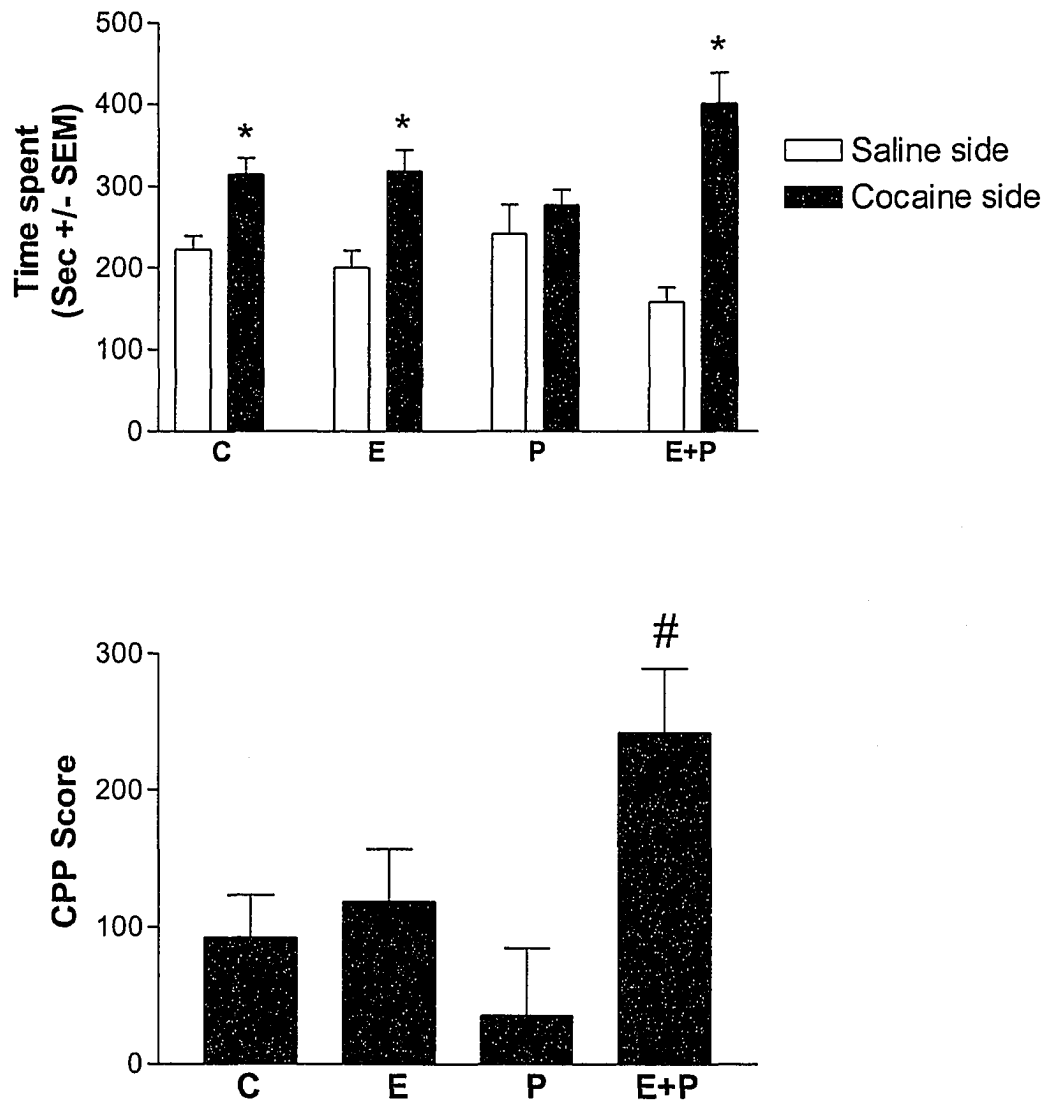 500
400
300
200
100
0
Time spent
(Sec +/- SEM)
* * * 
C E P E+P
Saline side
Cocaine side
300
200
100
0
CPP Score
#
C E P E+P